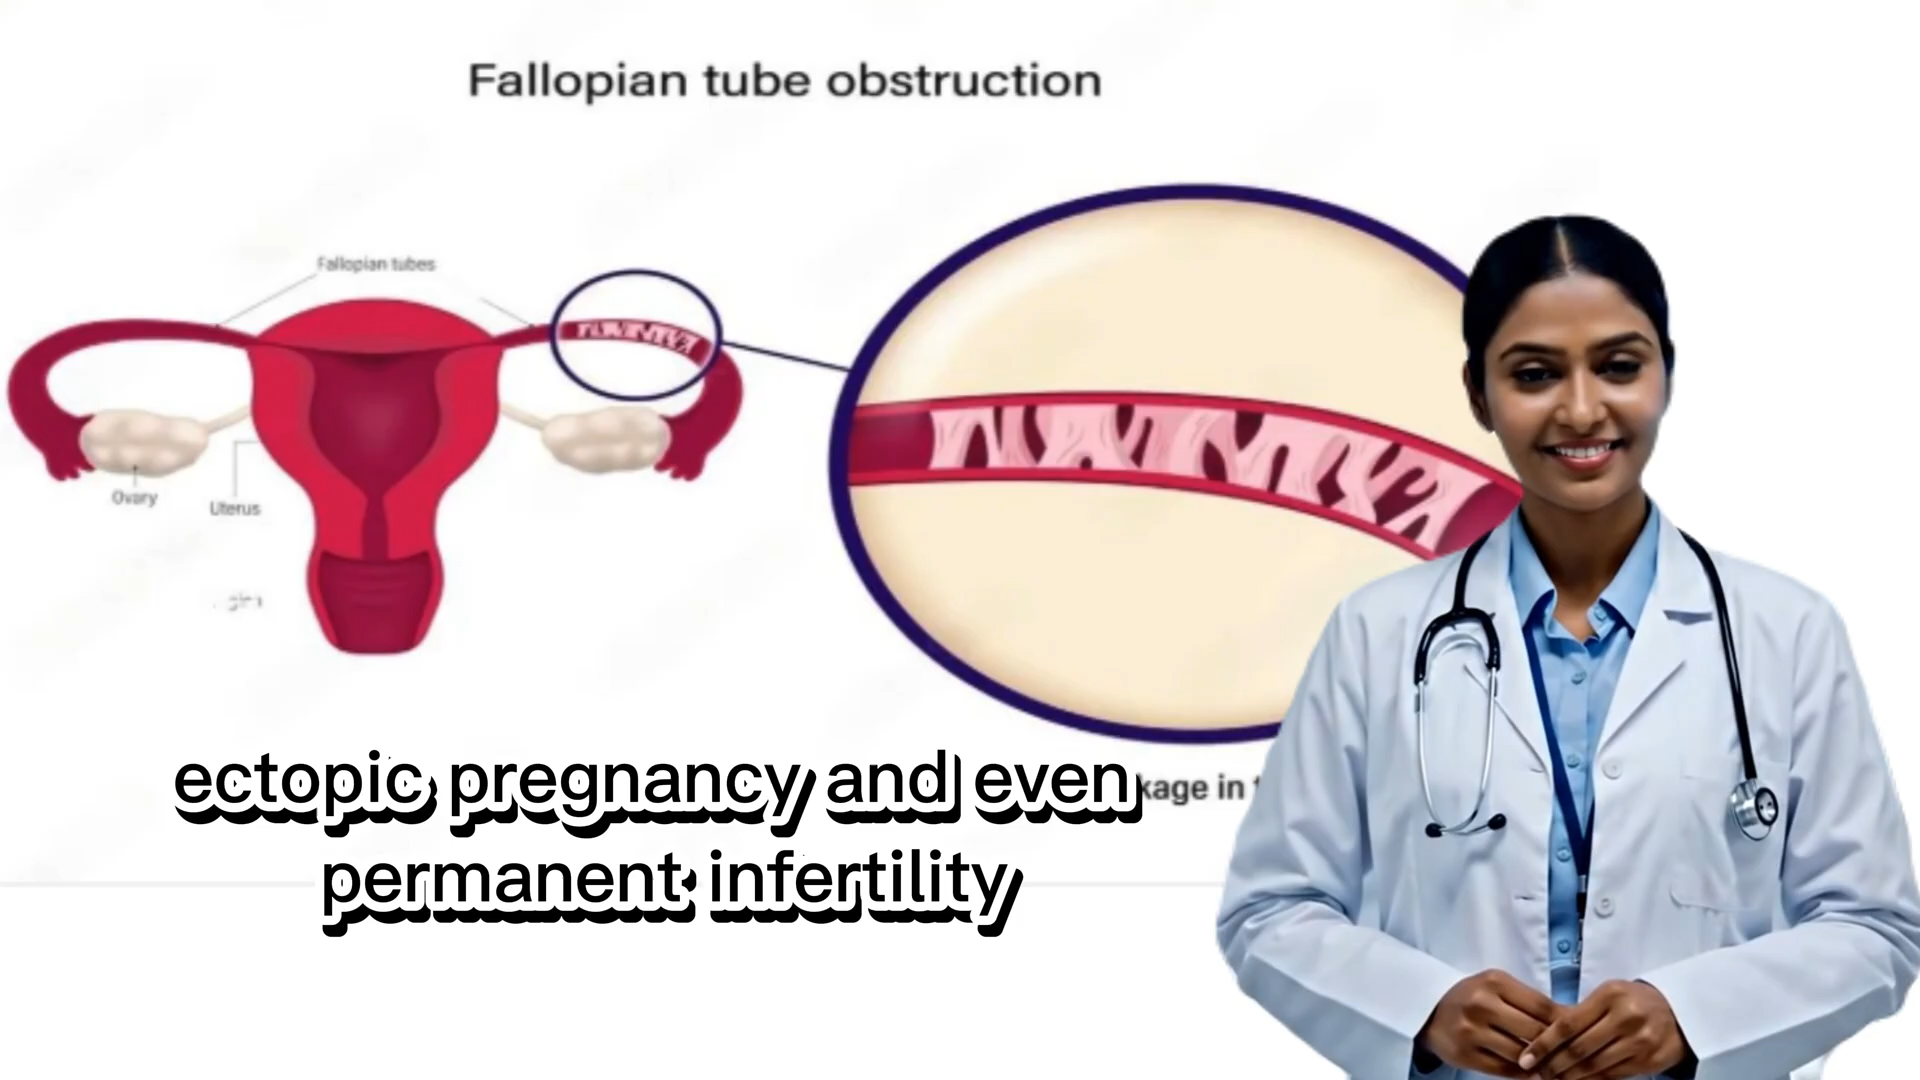 Fallopian tube obstruction
Fallopian tubes
Ovary
Uterus
kage in
ectopic pregnancy and even
permanent infertility